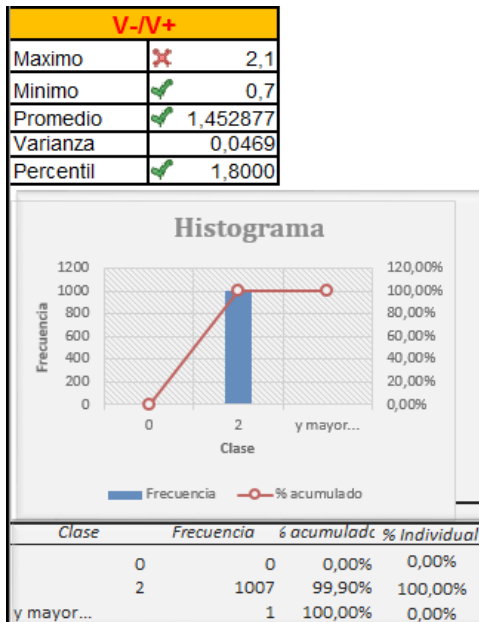 V-/V+
Maximo 2,1
Minimo 0,7
Promedio 1,452877
Varianza 0,0469
Percentil 1,8000
Histograma
1200 120,00%
1000 100,00%
800 80,00%
600 60,00%
400 40,00%
200 20,00%
0 0,00%
Frecuencia
0 2 y mayor...
Clase
Frecuencia % acumulado
Clase Frecuencia % acumulado % Individual
0 0 0,00% 0,00%
2 1007 99,90% 100,00%
y mayor... 1 100,00% 0,00%